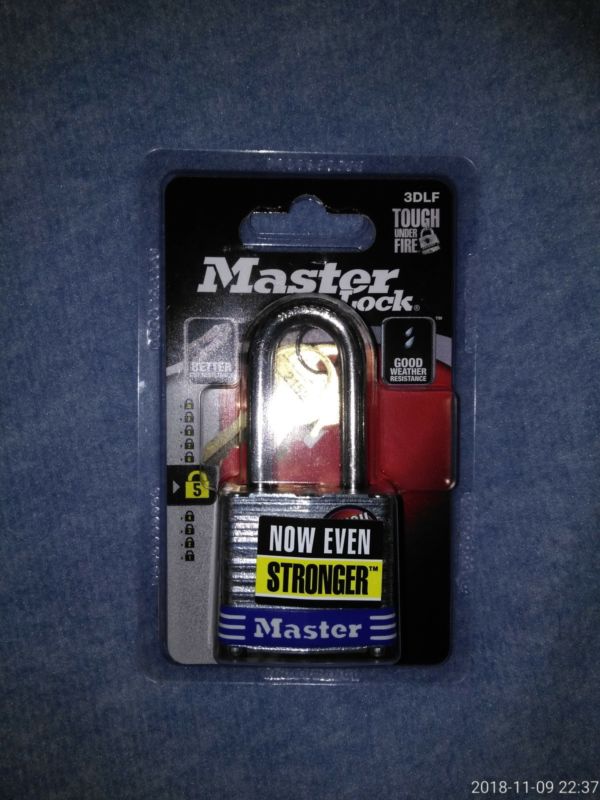 3DLF
TOUGH
UNDER
FIRE
Master
Lock®
BETTER
GOOD
WEATHER
RESISTANCE
™
5
NOW EVEN
STRONGER™
Master
2018-11-09 22:37